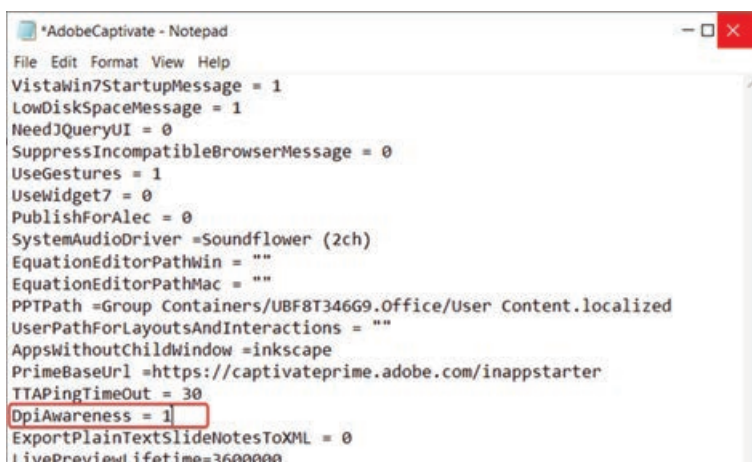 *AdobeCaptivate - Notepad
File Edit Format View Help
VistaWin7StartupMessage = 1
LowDiskSpaceMessage = 1
NeedJQueryUI = 0
SuppressIncompatibleBrowserMessage = 0
UseGestures = 1
UseWidget7 = 0
PublishForAlec = 0
SystemAudioDriver =Soundflower (2ch)
EquationEditorPathWin = ""
EquationEditorPathMac = ""
PPTPath =Group Containers/UBF8T346G9.Office/User Content.localized
UserPathForLayoutsAndInteractions = ""
AppsWithoutChildWindow =inkscape
PrimeBaseUrl =https://captivateprime.adobe.com/inappstarter
TTAPingTimeOut = 30
DpiAwareness = 1
ExportPlainTextSlideNotesToXML = 0
LivePreviewLifetime=3600000